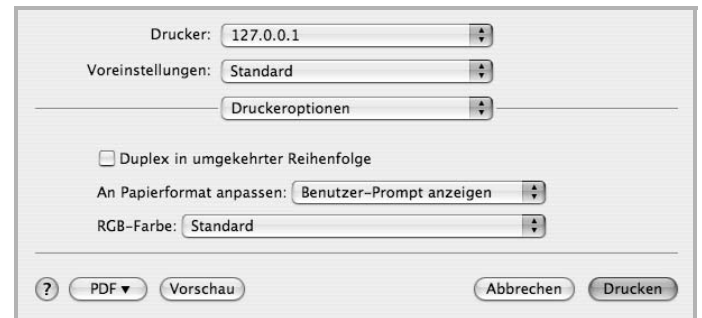 Drucker: 127.0.0.1
Voreinstellungen: Standard
Druckeroptionen
Duplex in umgekehrter Reihenfolge
An Papierformat anpassen: Benutzer-Prompt anzeigen
RGB-Farbe: Standard
? PDF ▾ Vorschau Abbrechen Drucken